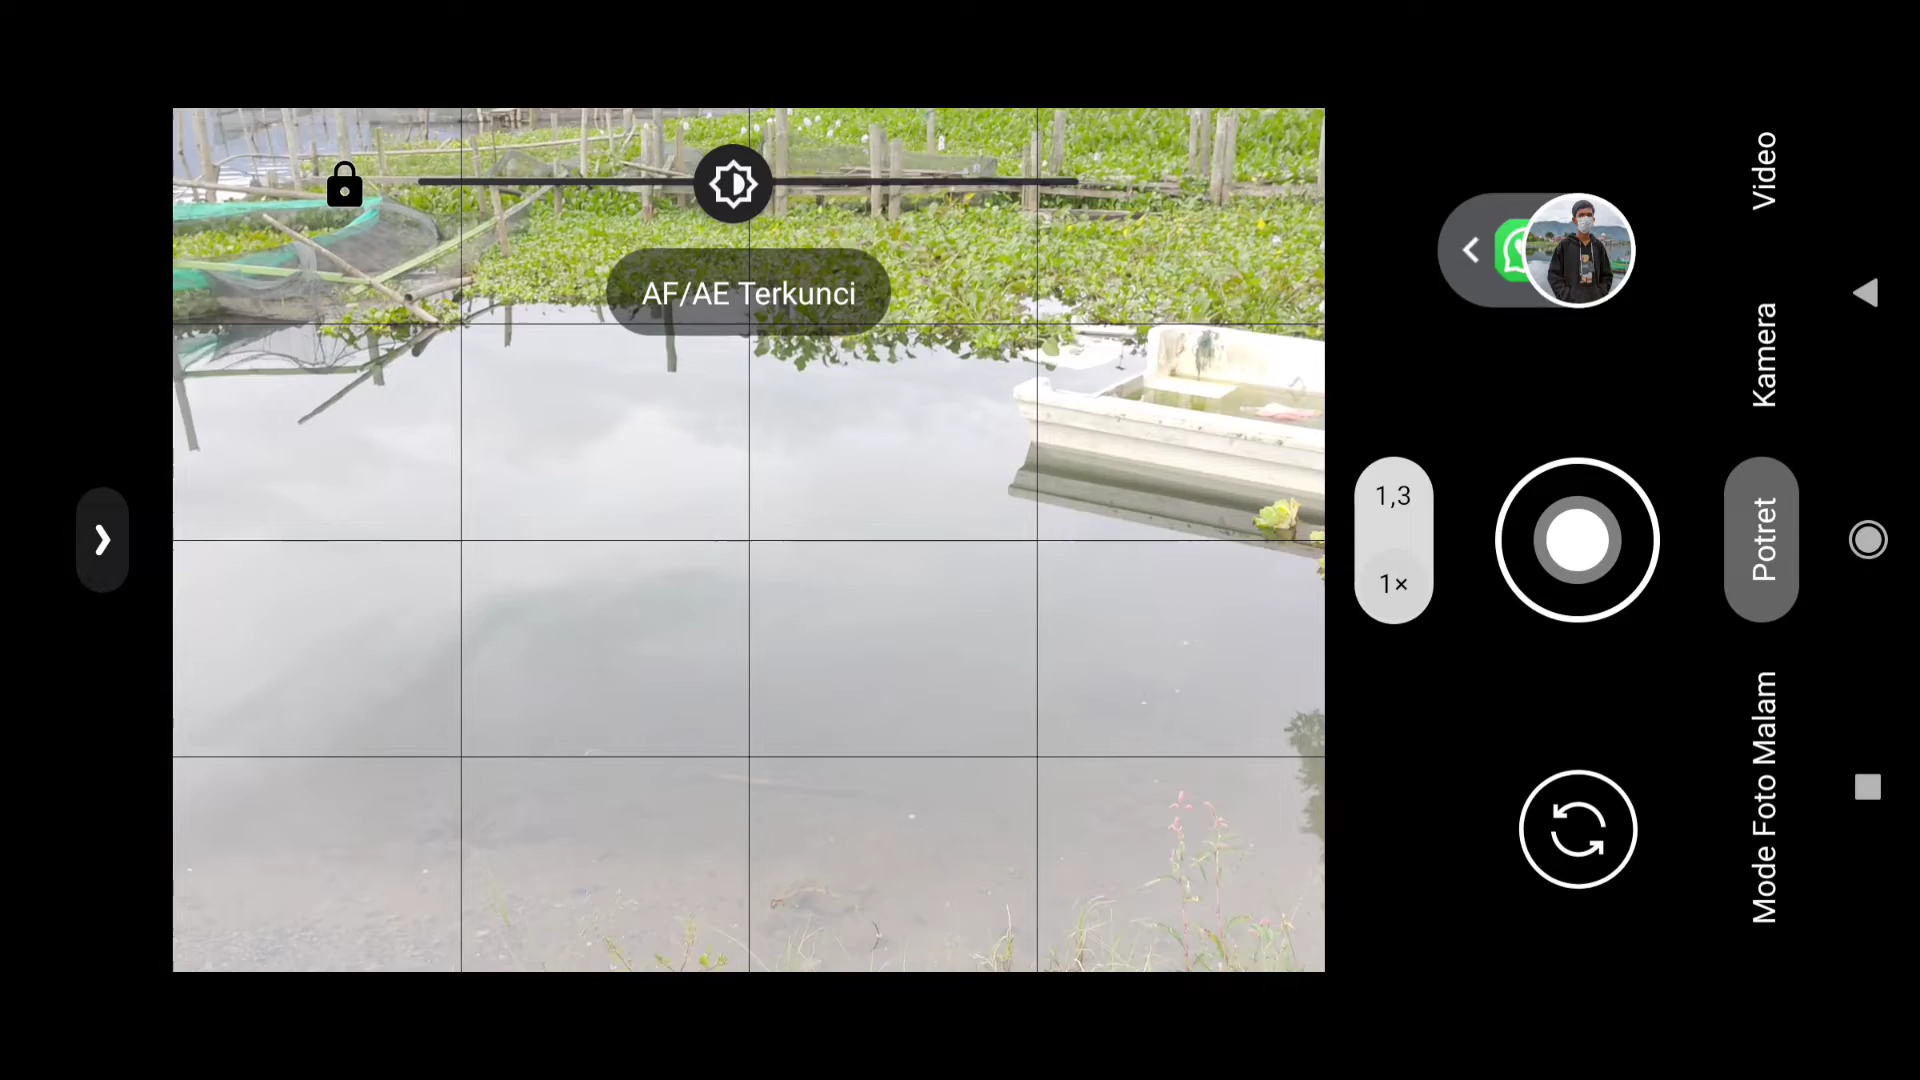 AF/AE Terkunci
1,3
1×
Video
Kamera
Potret
Mode Foto Malam